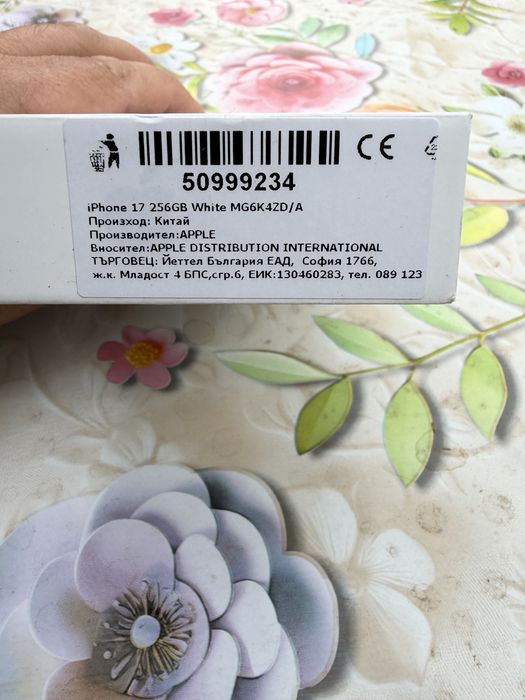 CE
50999234
iPhone 17 256GB White MG6K4ZD/A
Произход: Китай
Производител:APPLE
Вносител:APPLE DISTRIBUTION INTERNATIONAL
ТЪРГОВЕЦ: Йеттел България ЕАД, София 1766,
ж.к. Младост 4 БПС,сгр.6, ЕИК:130460283, тел. 089 123